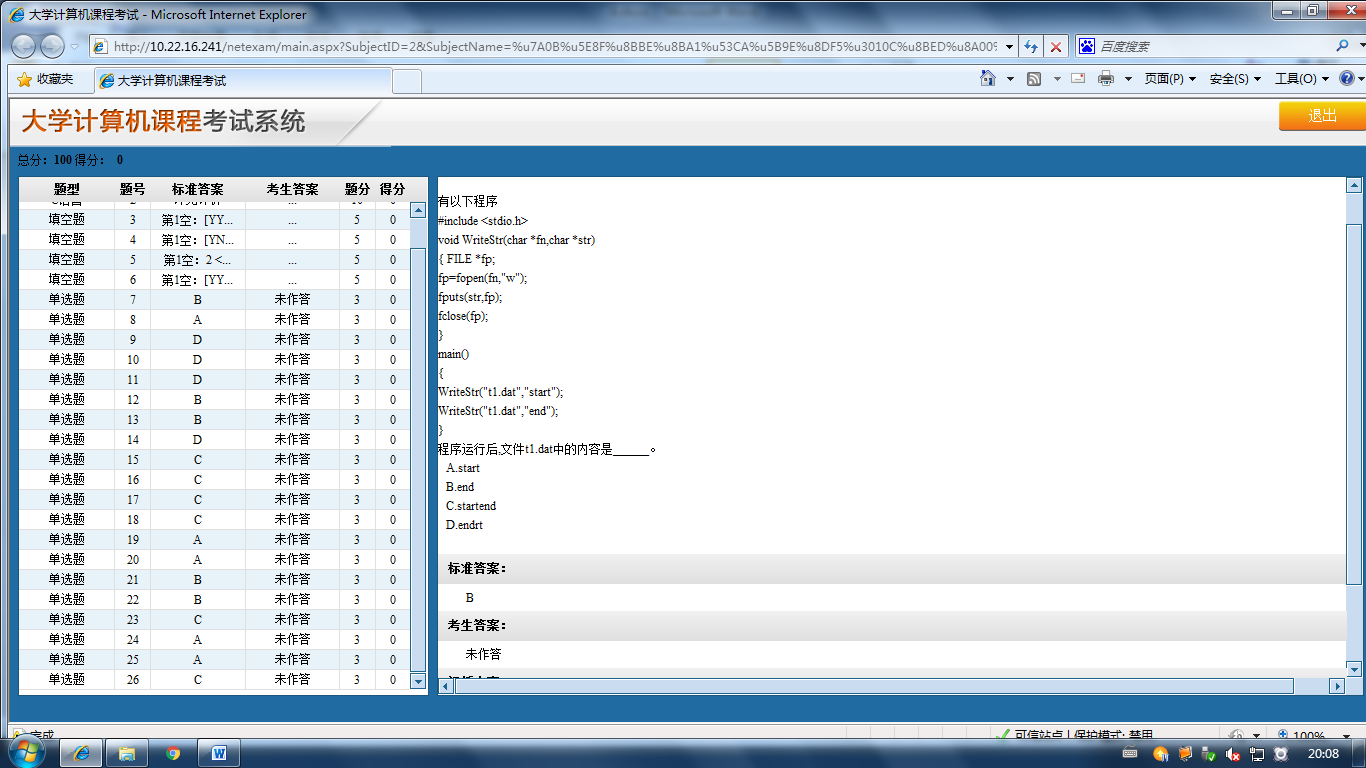 大学计算机课程考试 - Microsoft Internet Explorer
http://10.22.16.241/netexam/main.aspx?SubjectID=2&SubjectName=%u7A0B%u5E8F%u8BBE%u8BA1%u53CA%u5B9E%u8DF5%u3010C%u8BED%u8A009
百度搜索
收藏夹
大学计算机课程考试
页面(P)
安全(S)
工具(O)
大学计算机课程考试系统
退出
总分：100 得分： 0
题型 题号 标准答案 考生答案 题分 得分
填空题 3 第1空：[YY... ... 5 0
填空题 4 第1空：[YN... ... 5 0
填空题 5 第1空：2 <... ... 5 0
填空题 6 第1空：[YY... ... 5 0
单选题 7 B 未作答 3 0
单选题 8 A 未作答 3 0
单选题 9 D 未作答 3 0
单选题 10 D 未作答 3 0
单选题 11 D 未作答 3 0
单选题 12 B 未作答 3 0
单选题 13 B 未作答 3 0
单选题 14 D 未作答 3 0
单选题 15 C 未作答 3 0
单选题 16 C 未作答 3 0
单选题 17 C 未作答 3 0
单选题 18 C 未作答 3 0
单选题 19 A 未作答 3 0
单选题 20 A 未作答 3 0
单选题 21 B 未作答 3 0
单选题 22 B 未作答 3 0
单选题 23 C 未作答 3 0
单选题 24 A 未作答 3 0
单选题 25 A 未作答 3 0
单选题 26 C 未作答 3 0
有以下程序
#include <stdio.h>
void WriteStr(char *fn,char *str)
{ FILE *fp;
fp=fopen(fn,"w");
fputs(str,fp);
fclose(fp);
}
main()
{
WriteStr("t1.dat","start");
WriteStr("t1.dat","end");
}
程序运行后,文件t1.dat中的内容是______。
A.start
B.end
C.startend
D.endrt
标准答案：
B
考生答案：
未作答
完成
可信站点 | 保护模式: 禁用
100%
20:08